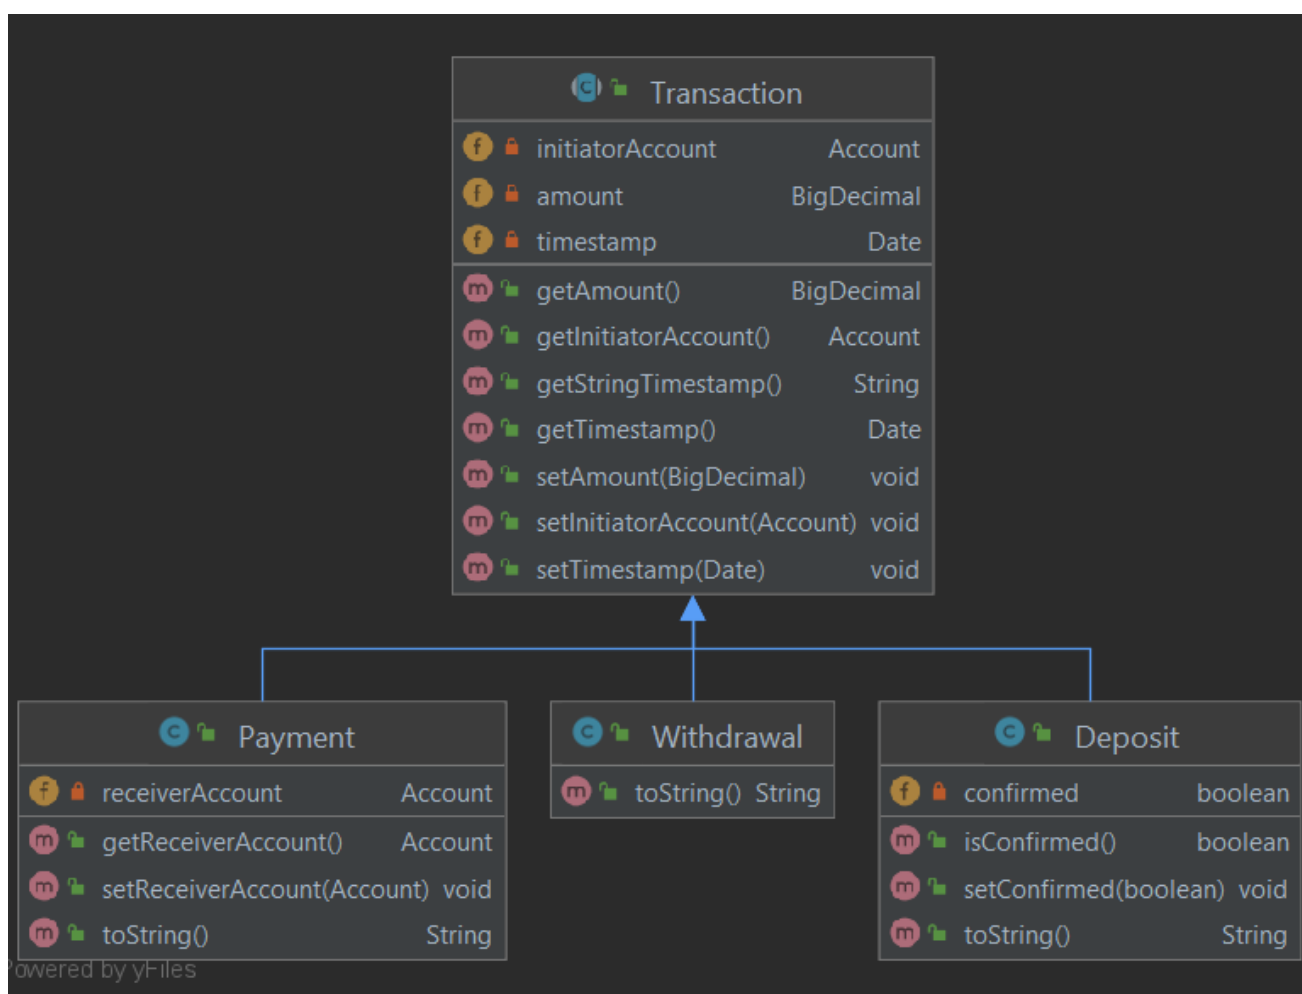 Transaction
initiatorAccount Account
amount BigDecimal
timestamp Date
getAmount() BigDecimal
getInitiatorAccount() Account
getStringTimestamp() String
getTimestamp() Date
setAmount(BigDecimal) void
setInitiatorAccount(Account) void
setTimestamp(Date) void
Payment
receiverAccount Account
getReceiverAccount() Account
setReceiverAccount(Account) void
toString() String
Withdrawal
toString() String
Deposit
confirmed boolean
isConfirmed() boolean
setConfirmed(boolean) void
toString() String
Powered by yFiles